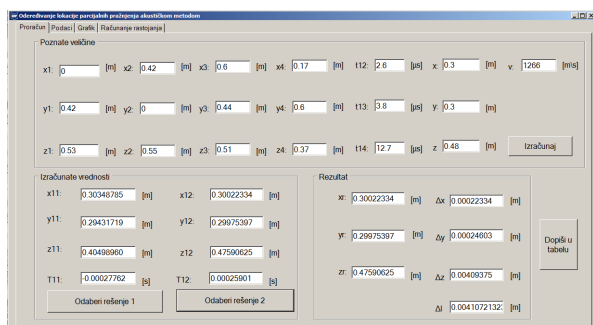 Određivanje lokacije parcijalnih pražnjenja akustičkom metodom
Proračun Podaci Grafik Računanje rastojanja
Poznate veličine
x1: 0 [m] x2: 0.42 [m] x3: 0.6 [m] x4: 0.17 [m] t12: 2.6 [µs] x: 0.3 [m] v: 1266 [m\s]
y1: 0.42 [m] y2: 0 [m] y3: 0.44 [m] y4: 0.6 [m] t13: 3.8 [µs] y: 0.3 [m]
z1: 0.53 [m] z2: 0.55 [m] z3: 0.51 [m] z4: 0.37 [m] t14: 12.7 [µs] z 0.48 [m] Izračunaj
Izračunate vrednosti Rezultat
x11: 0.30348785 [m] x12: 0.30022334 [m] xr: 0.30022334 [m] Δx 0.00022334 [m]
y11: 0.29431719 [m] y12: 0.29975397 [m] yr: 0.29975397 [m] Δy 0.00024603 [m]
z11: 0.40498960 [m] z12 0.47590625 [m] zr: 0.47590625 [m] Δz 0.00409375 [m]
T11: -0.00027762 [s] T12: 0.00025901 [s]
Δl 0.0041072132 [m]
Odaberi rešenje 1 Odaberi rešenje 2
Dopiši u
tabelu